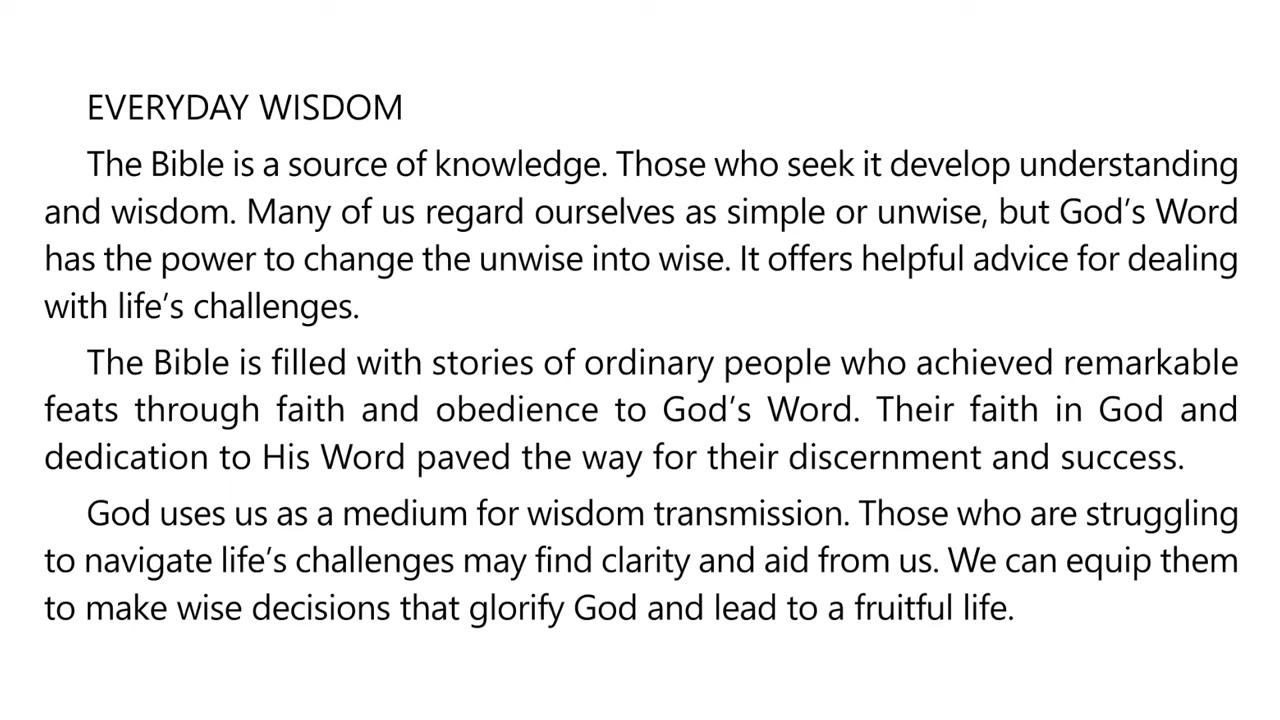 EVERYDAY WISDOM
The Bible is a source of knowledge. Those who seek it develop understanding
and wisdom. Many of us regard ourselves as simple or unwise, but God’s Word
has the power to change the unwise into wise. It offers helpful advice for dealing
with life’s challenges.
The Bible is filled with stories of ordinary people who achieved remarkable
feats through faith and obedience to God’s Word. Their faith in God and
dedication to His Word paved the way for their discernment and success.
God uses us as a medium for wisdom transmission. Those who are struggling
to navigate life’s challenges may find clarity and aid from us. We can equip them
to make wise decisions that glorify God and lead to a fruitful life.